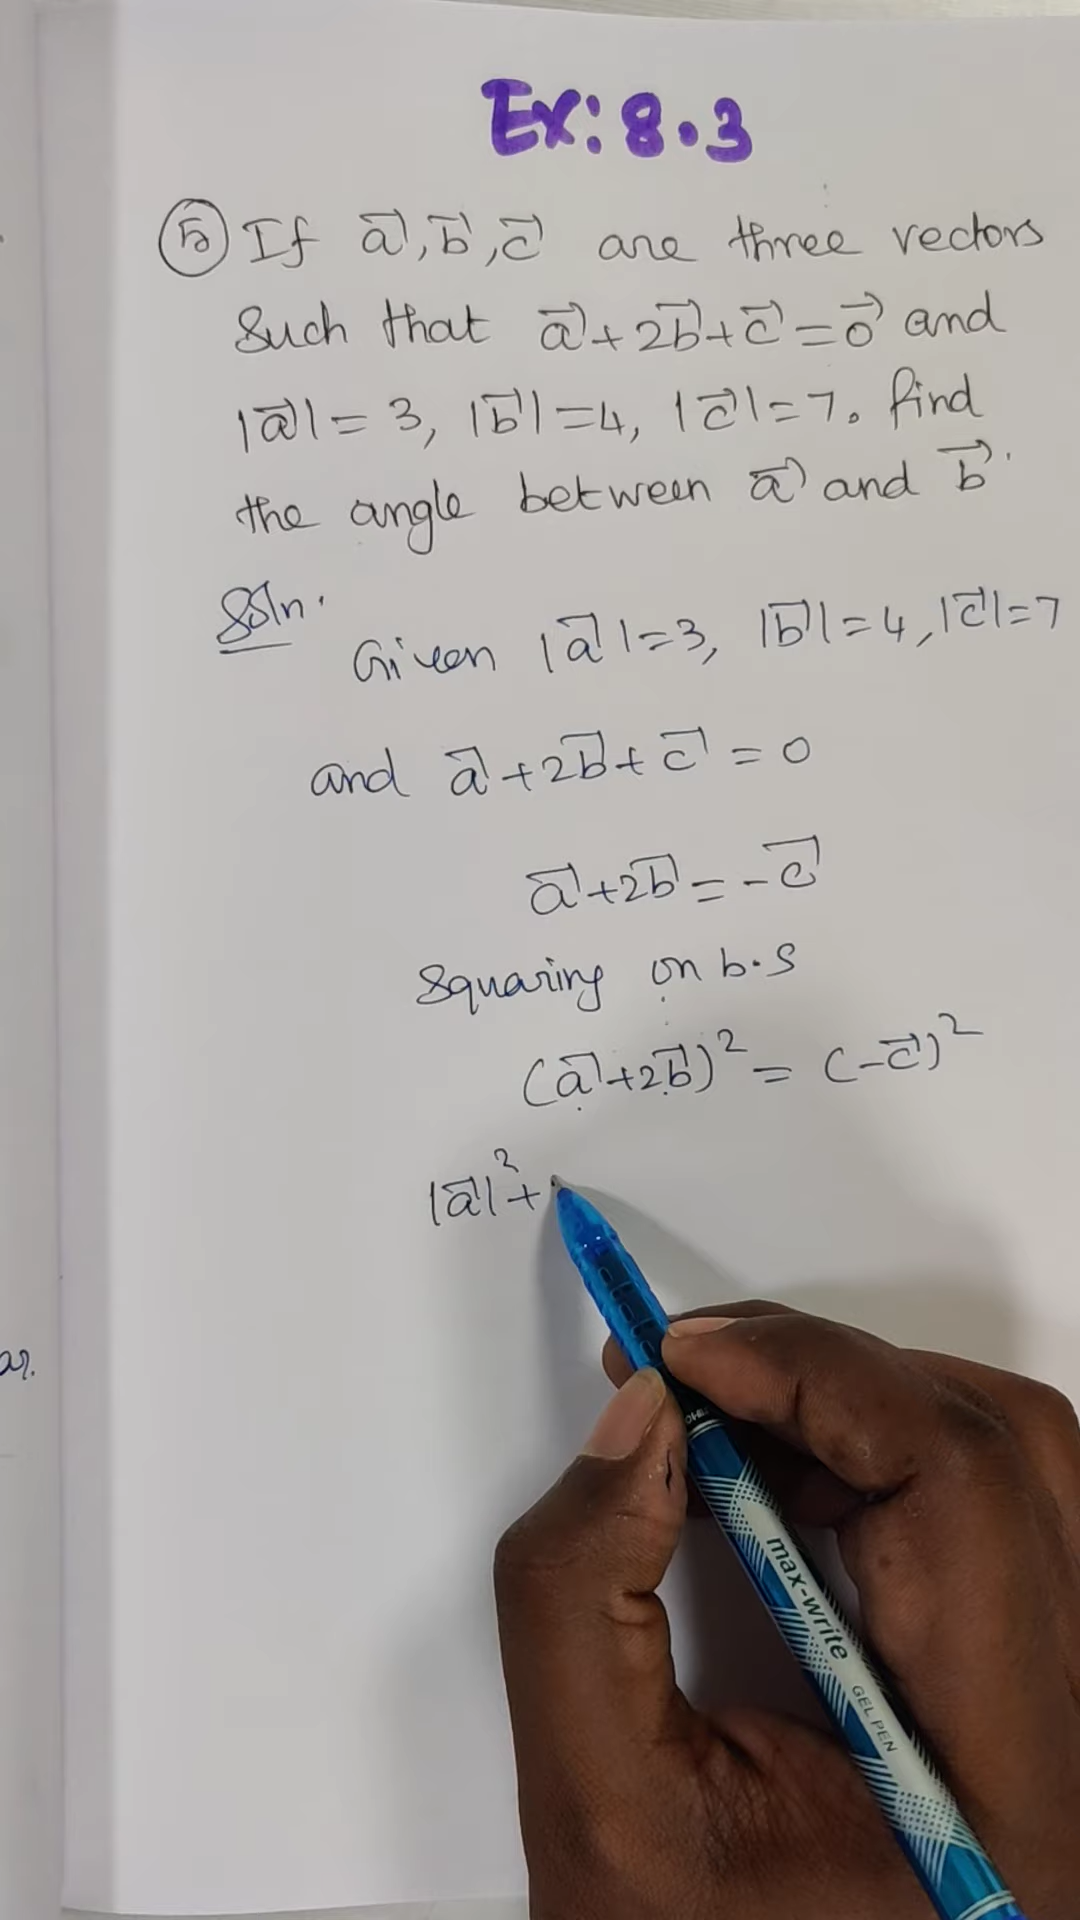 Ex: 8.3
⑤ If a⃗, b⃗, c⃗ are three vectors
Such that a⃗ + 2b⃗ + c⃗ = 0⃗ and
|a⃗| = 3, |b⃗| = 4, |c⃗| = 7. find
the angle between a⃗ and b⃗.
Soln.
Given |a⃗| = 3, |b⃗| = 4, |c⃗| = 7
and a⃗ + 2b⃗ + c⃗ = 0
a⃗ + 2b⃗ = -c⃗
Squaring on b.s
(a⃗ + 2b⃗)² = (-c⃗)²
|a⃗|² +
max-write
GEL PEN